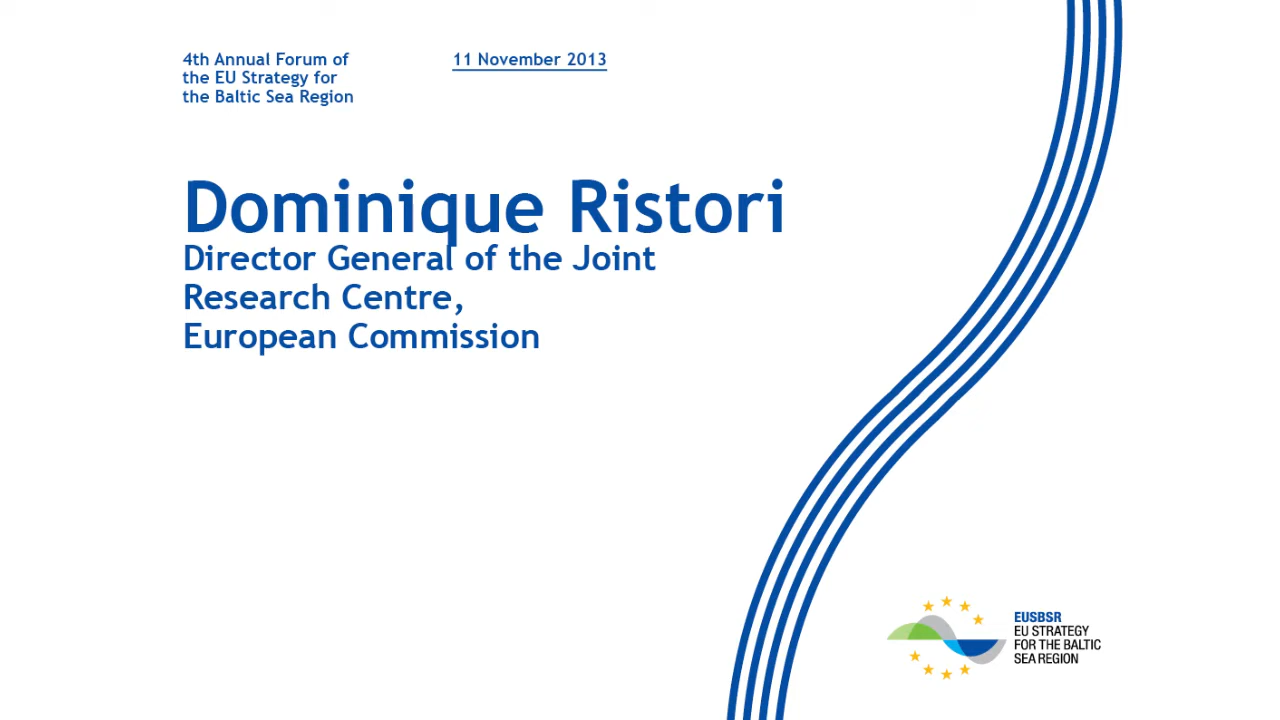 4th Annual Forum of
the EU Strategy for
the Baltic Sea Region
11 November 2013
Dominique Ristori
Director General of the Joint
Research Centre,
European Commission
EUSBSR
EU STRATEGY
FOR THE BALTIC
SEA REGION